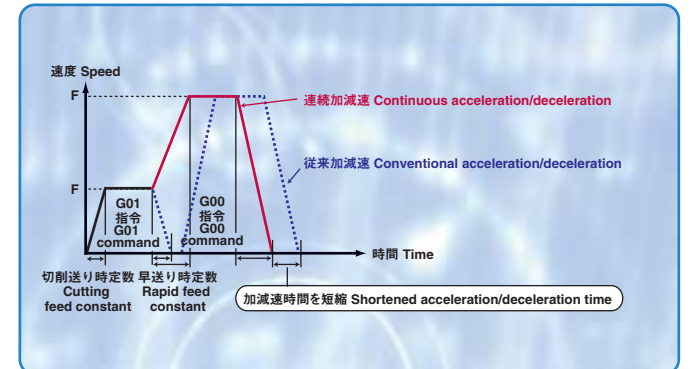 速度 Speed
F
連続加減速 Continuous acceleration/deceleration
従来加減速 Conventional acceleration/deceleration
F
G01
指令
G01
command
G00
指令
G00
command
時間 Time
切削送り時定数
Cutting
feed constant
早送り時定数
Rapid feed
constant
加減速時間を短縮 Shortened acceleration/deceleration time